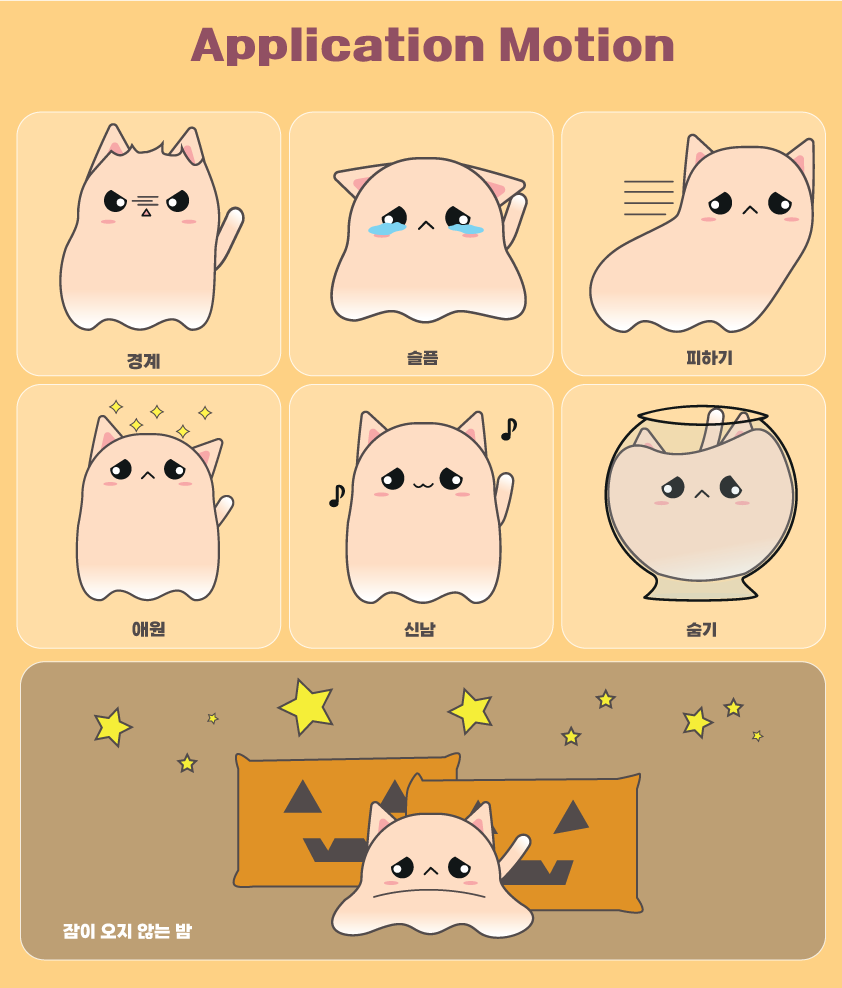 Application Motion
경계
슬픔
피하기
애원
신남
숨기
잠이 오지 않는 밤